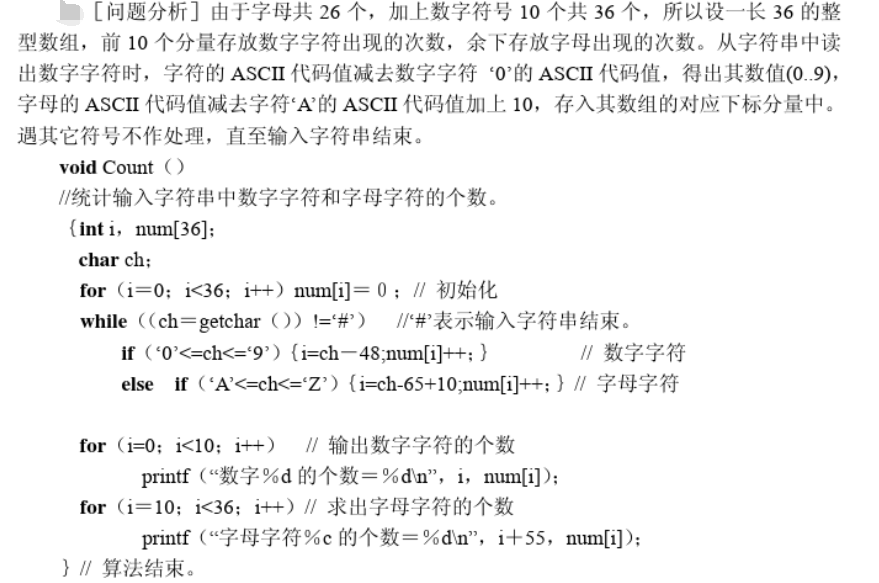 ［问题分析］由于字母共 26 个，加上数字符号 10 个共 36 个，所以设一长 36 的整
型数组，前 10 个分量存放数字字符出现的次数，余下存放字母出现的次数。从字符串中读
出数字字符时，字符的 ASCII 代码值减去数字字符 ‘0’的 ASCII 代码值，得出其数值(0..9)，
字母的 ASCII 代码值减去字符‘A’的 ASCII 代码值加上 10，存入其数组的对应下标分量中。
遇其它符号不作处理，直至输入字符串结束。
void Count（）
//统计输入字符串中数字字符和字母字符的个数。
｛int i，num[36]；
char ch；
for（i＝0；i<36；i++）num[i]＝０；// 初始化
while（(ch＝getchar（）) !=‘#’） //‘#’表示输入字符串结束。
if（‘0’<=ch<=‘9’）{i=ch－48;num[i]++;} // 数字字符
else if（‘A’<=ch<=‘Z’）{i=ch-65+10;num[i]++;} // 字母字符
for（i=0；i<10；i++） // 输出数字字符的个数
printf（“数字％d 的个数＝％d\n”，i，num[i]）；
for（i＝10；i<36；i++）// 求出字母字符的个数
printf（“字母字符％c 的个数＝％d\n”，i＋55，num[i]）；
｝// 算法结束。